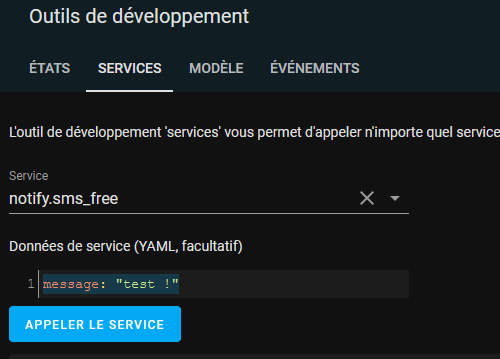 Outils de développement
ÉTATS SERVICES MODÈLE ÉVÉNEMENTS
L'outil de développement 'services' vous permet d'appeler n'importe quel service
Service
notify.sms_free
Données de service (YAML, facultatif)
1 message: "test !"
APPELER LE SERVICE